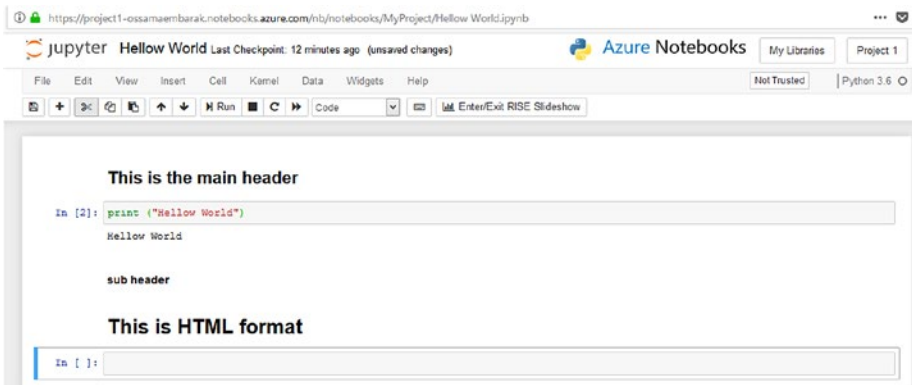 https://project1-ossamaembarak.notebooks.azure.com/nb/notebooks/MyProject/Hellow World.ipynb
jupyter Hellow World Last Checkpoint: 12 minutes ago (unsaved changes) Azure Notebooks My Libraries Project 1
File Edit View Insert Cell Kernel Data Widgets Help Not Trusted Python 3.6
Run Code Enter/Exit RISE Slideshow
This is the main header
In [2]: print ("Hellow World")
Hellow World
sub header
This is HTML format
In [ ]: